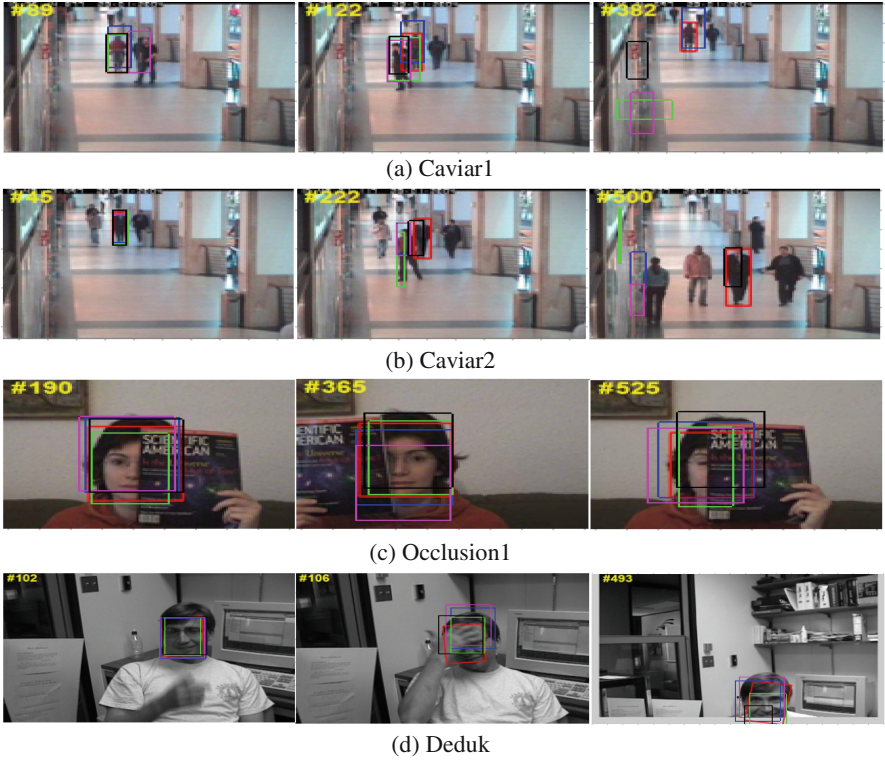 #89 #122 #382
(a) Caviar1
#45 #222 #500
(b) Caviar2
#190 #365 #525
SCIENTIFIC
AMERICAN
SCIENTIFIC
AMERICAN
(c) Occlusion1
#102 #106 #493
(d) Deduk